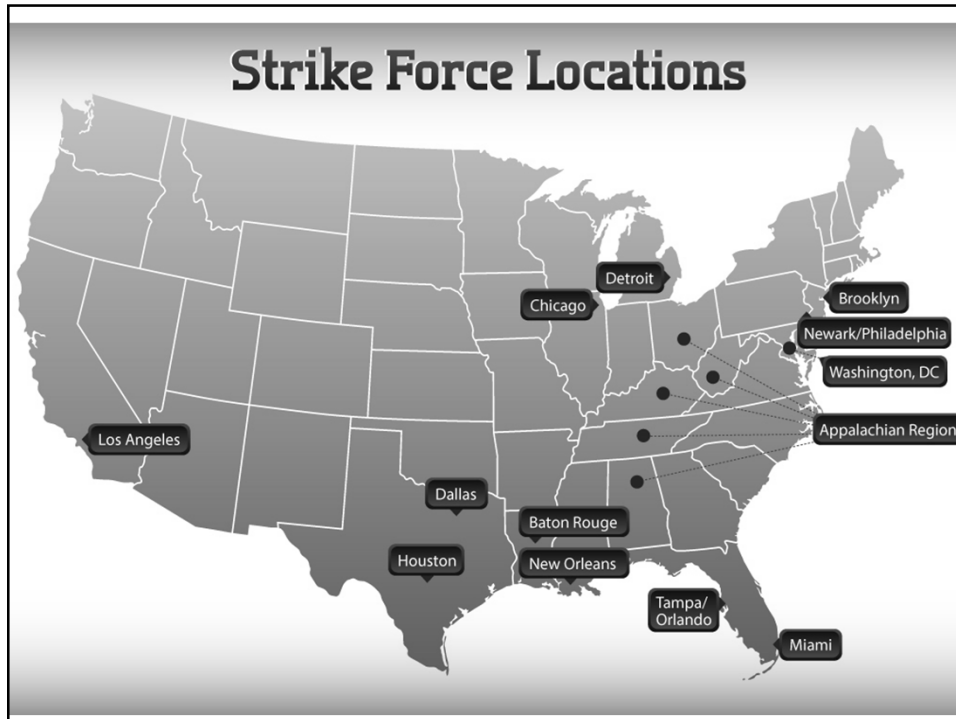 Strike Force Locations
Detroit
Chicago
Brooklyn
Newark/Philadelphia
Washington, DC
Appalachian Region
Los Angeles
Dallas
Baton Rouge
Houston
New Orleans
Tampa/
Orlando
Miami